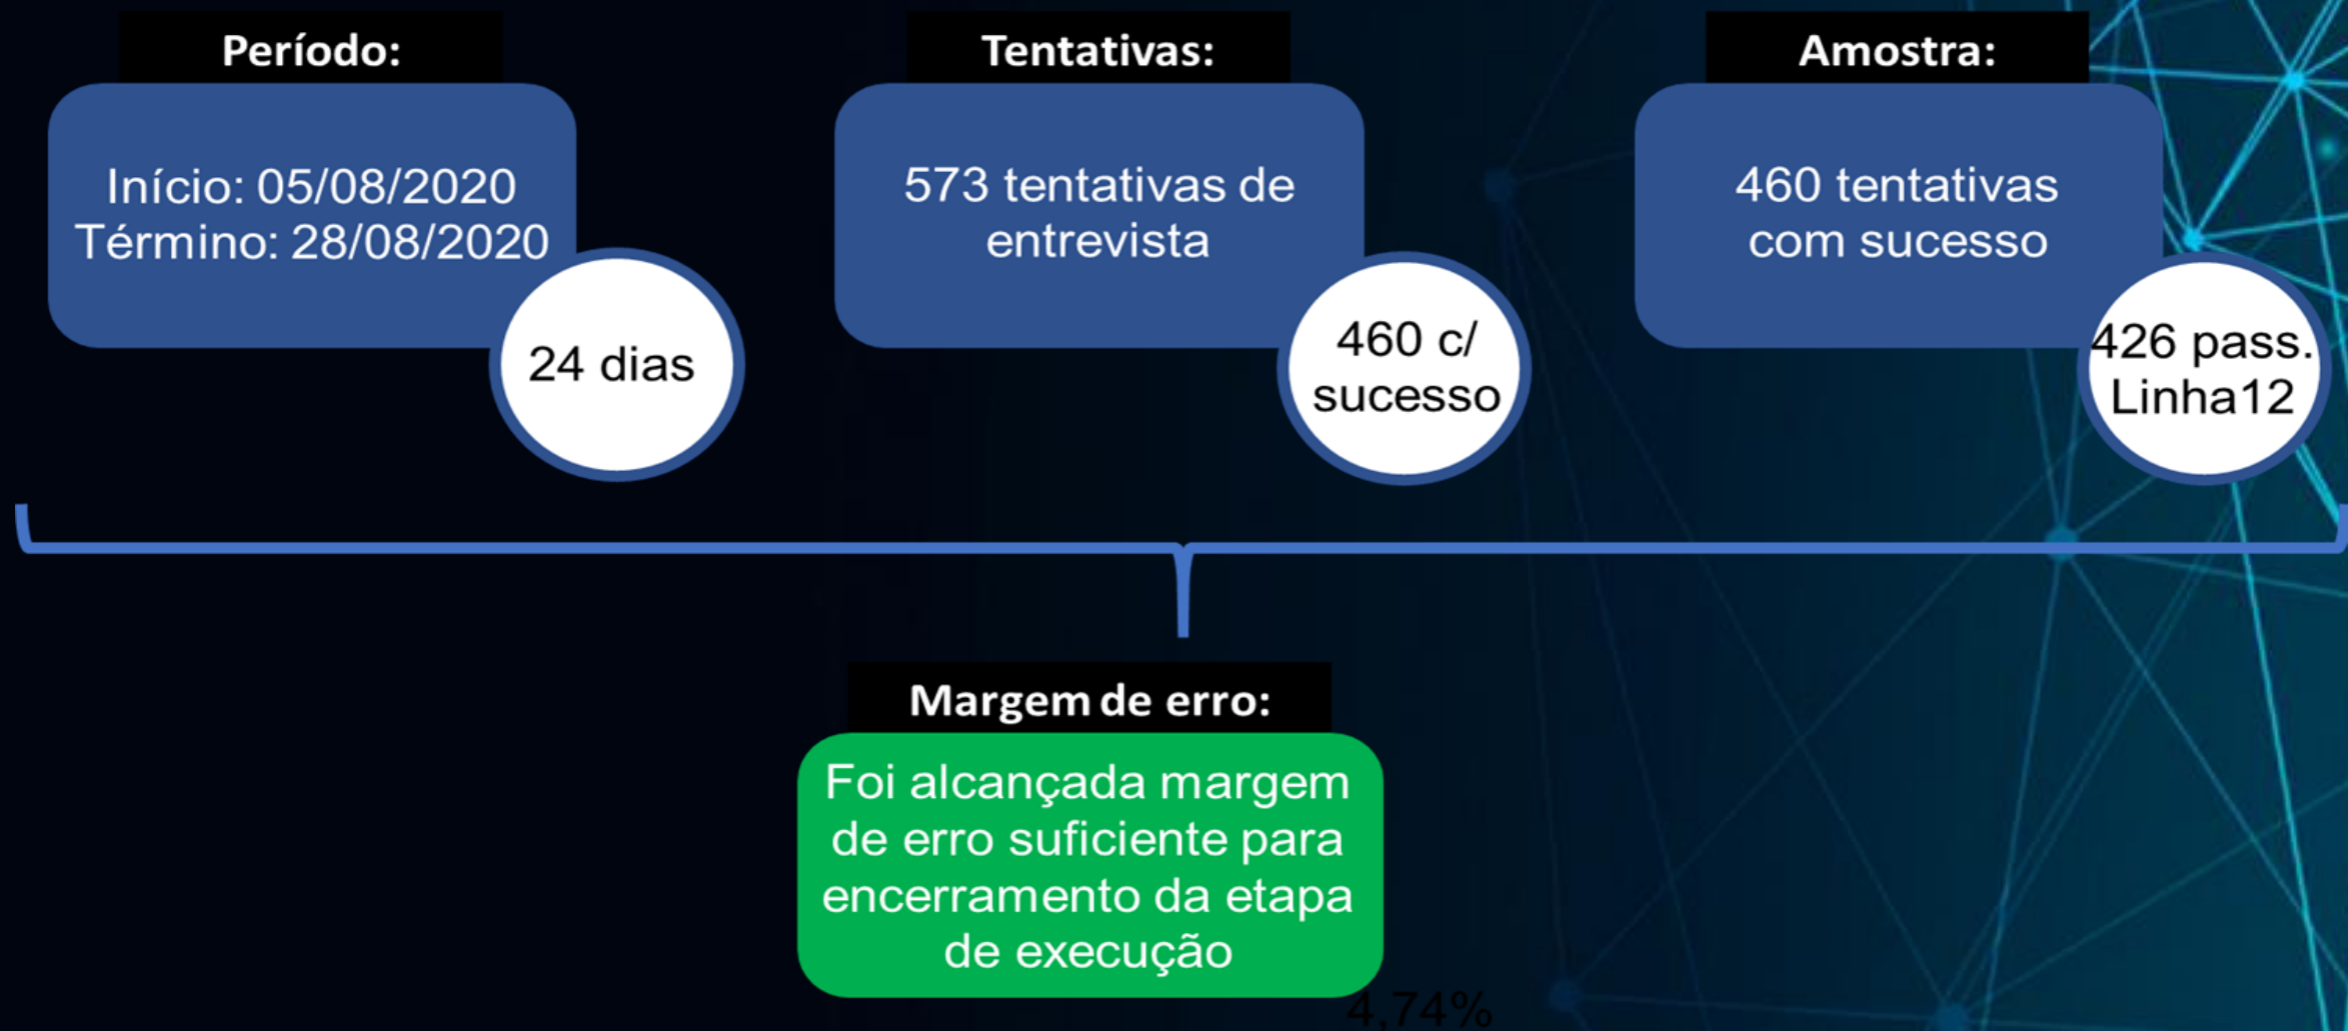 Período:
Início: 05/08/2020
Término: 28/08/2020
24 dias
Tentativas:
573 tentativas de
entrevista
460 c/
sucesso
Amostra:
460 tentativas
com sucesso
426 pass.
Linha12
Margem de erro:
Foi alcançada margem
de erro suficiente para
encerramento da etapa
de execução
4,74%